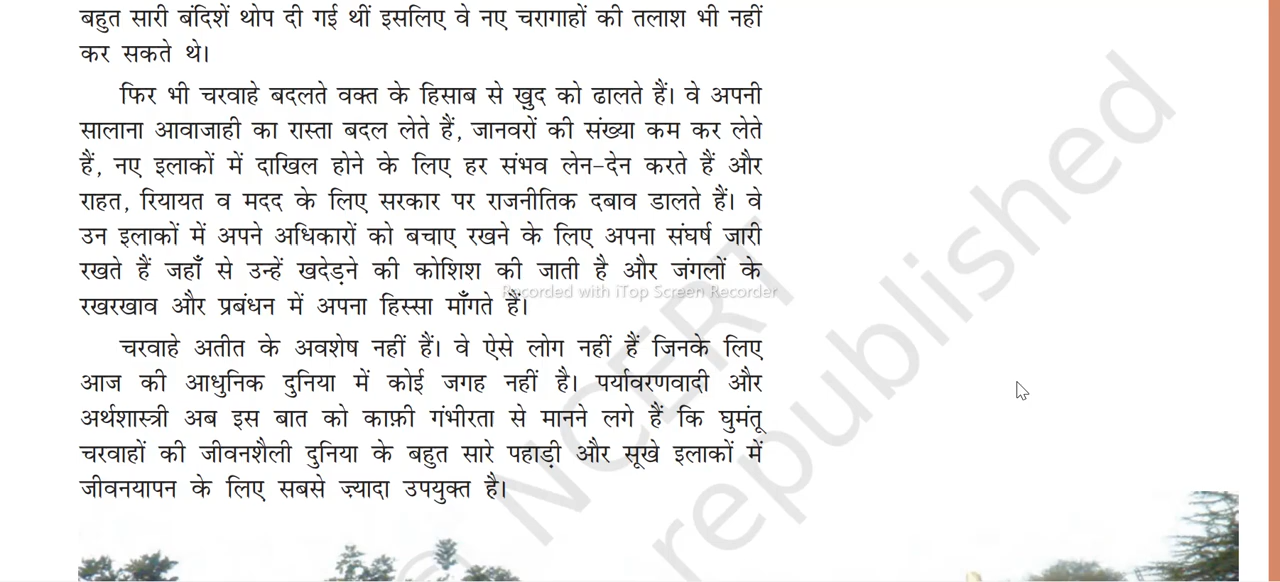 बहुत सारी बंदिशें थोप दी गई थीं इसलिए वे नए चरागाहों की तलाश भी नहीं
कर सकते थे।
फिर भी चरवाहे बदलते वक्त के हिसाब से ख़ुद को ढालते हैं। वे अपनी
सालाना आवाजाही का रास्ता बदल लेते हैं, जानवरों की संख्या कम कर लेते
हैं, नए इलाकों में दाखिल होने के लिए हर संभव लेन-देन करते हैं और
राहत, रियायत व मदद के लिए सरकार पर राजनीतिक दबाव डालते हैं। वे
उन इलाकों में अपने अधिकारों को बचाए रखने के लिए अपना संघर्ष जारी
रखते हैं जहाँ से उन्हें खदेड़ने की कोशिश की जाती है और जंगलों के
Recorded with iTop Screen Recorder
रखरखाव और प्रबंधन में अपना हिस्सा माँगते हैं।
चरवाहे अतीत के अवशेष नहीं हैं। वे ऐसे लोग नहीं हैं जिनके लिए
आज की आधुनिक दुनिया में कोई जगह नहीं है। पर्यावरणवादी और
अर्थशास्त्री अब इस बात को काफ़ी गंभीरता से मानने लगे हैं कि घुमंतू
चरवाहों की जीवनशैली दुनिया के बहुत सारे पहाड़ी और सूखे इलाकों में
जीवनयापन के लिए सबसे ज़्यादा उपयुक्त है।
NCERT
republished